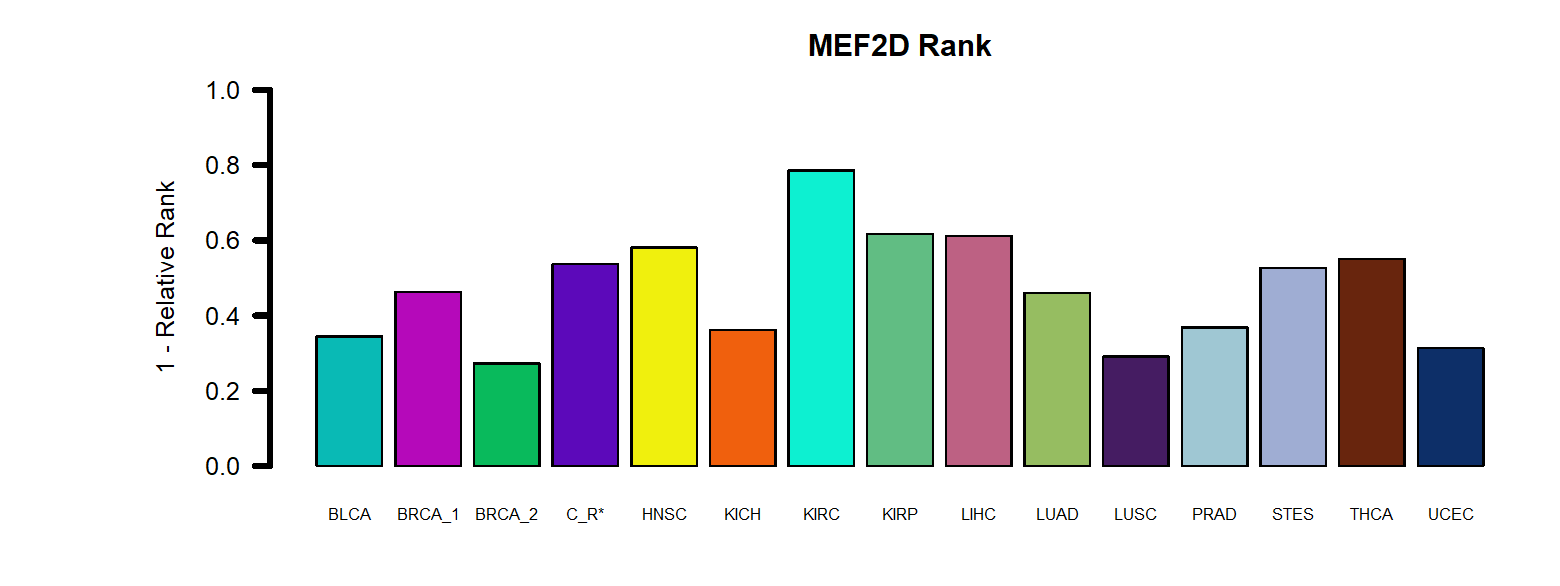 MEF2D Rank
1 - Relative Rank
1.0
0.8
0.6
0.4
0.2
0.0
BLCA BRCA_1 BRCA_2 C_R* HNSC KICH KIRC KIRP LIHC LUAD LUSC PRAD STES THCA UCEC